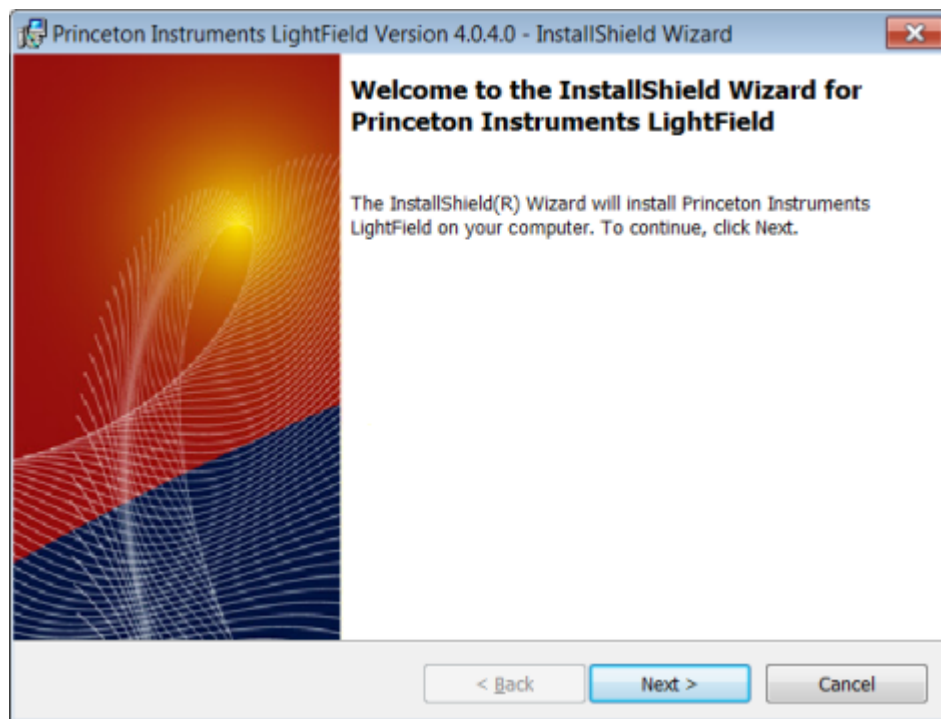 Princeton Instruments LightField Version 4.0.4.0 - InstallShield Wizard
Welcome to the InstallShield Wizard for
Princeton Instruments LightField
The InstallShield(R) Wizard will install Princeton Instruments
LightField on your computer. To continue, click Next.
< Back
Next >
Cancel